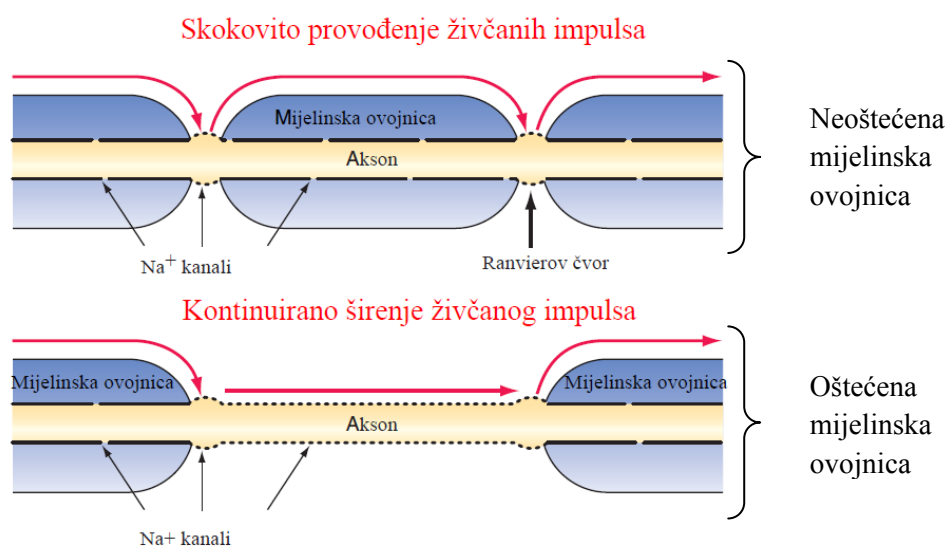 Skokovito provođenje živčanih impulsa
Mijelinska ovojnica
Akson
Na+ kanali
Ranvierov čvor
Neoštećena
mijelinska
ovojnica
Kontinuirano širenje živčanog impulsa
Mijelinska ovojnica
Mijelinska ovojnica
Akson
Na+ kanali
Oštećena
mijelinska
ovojnica